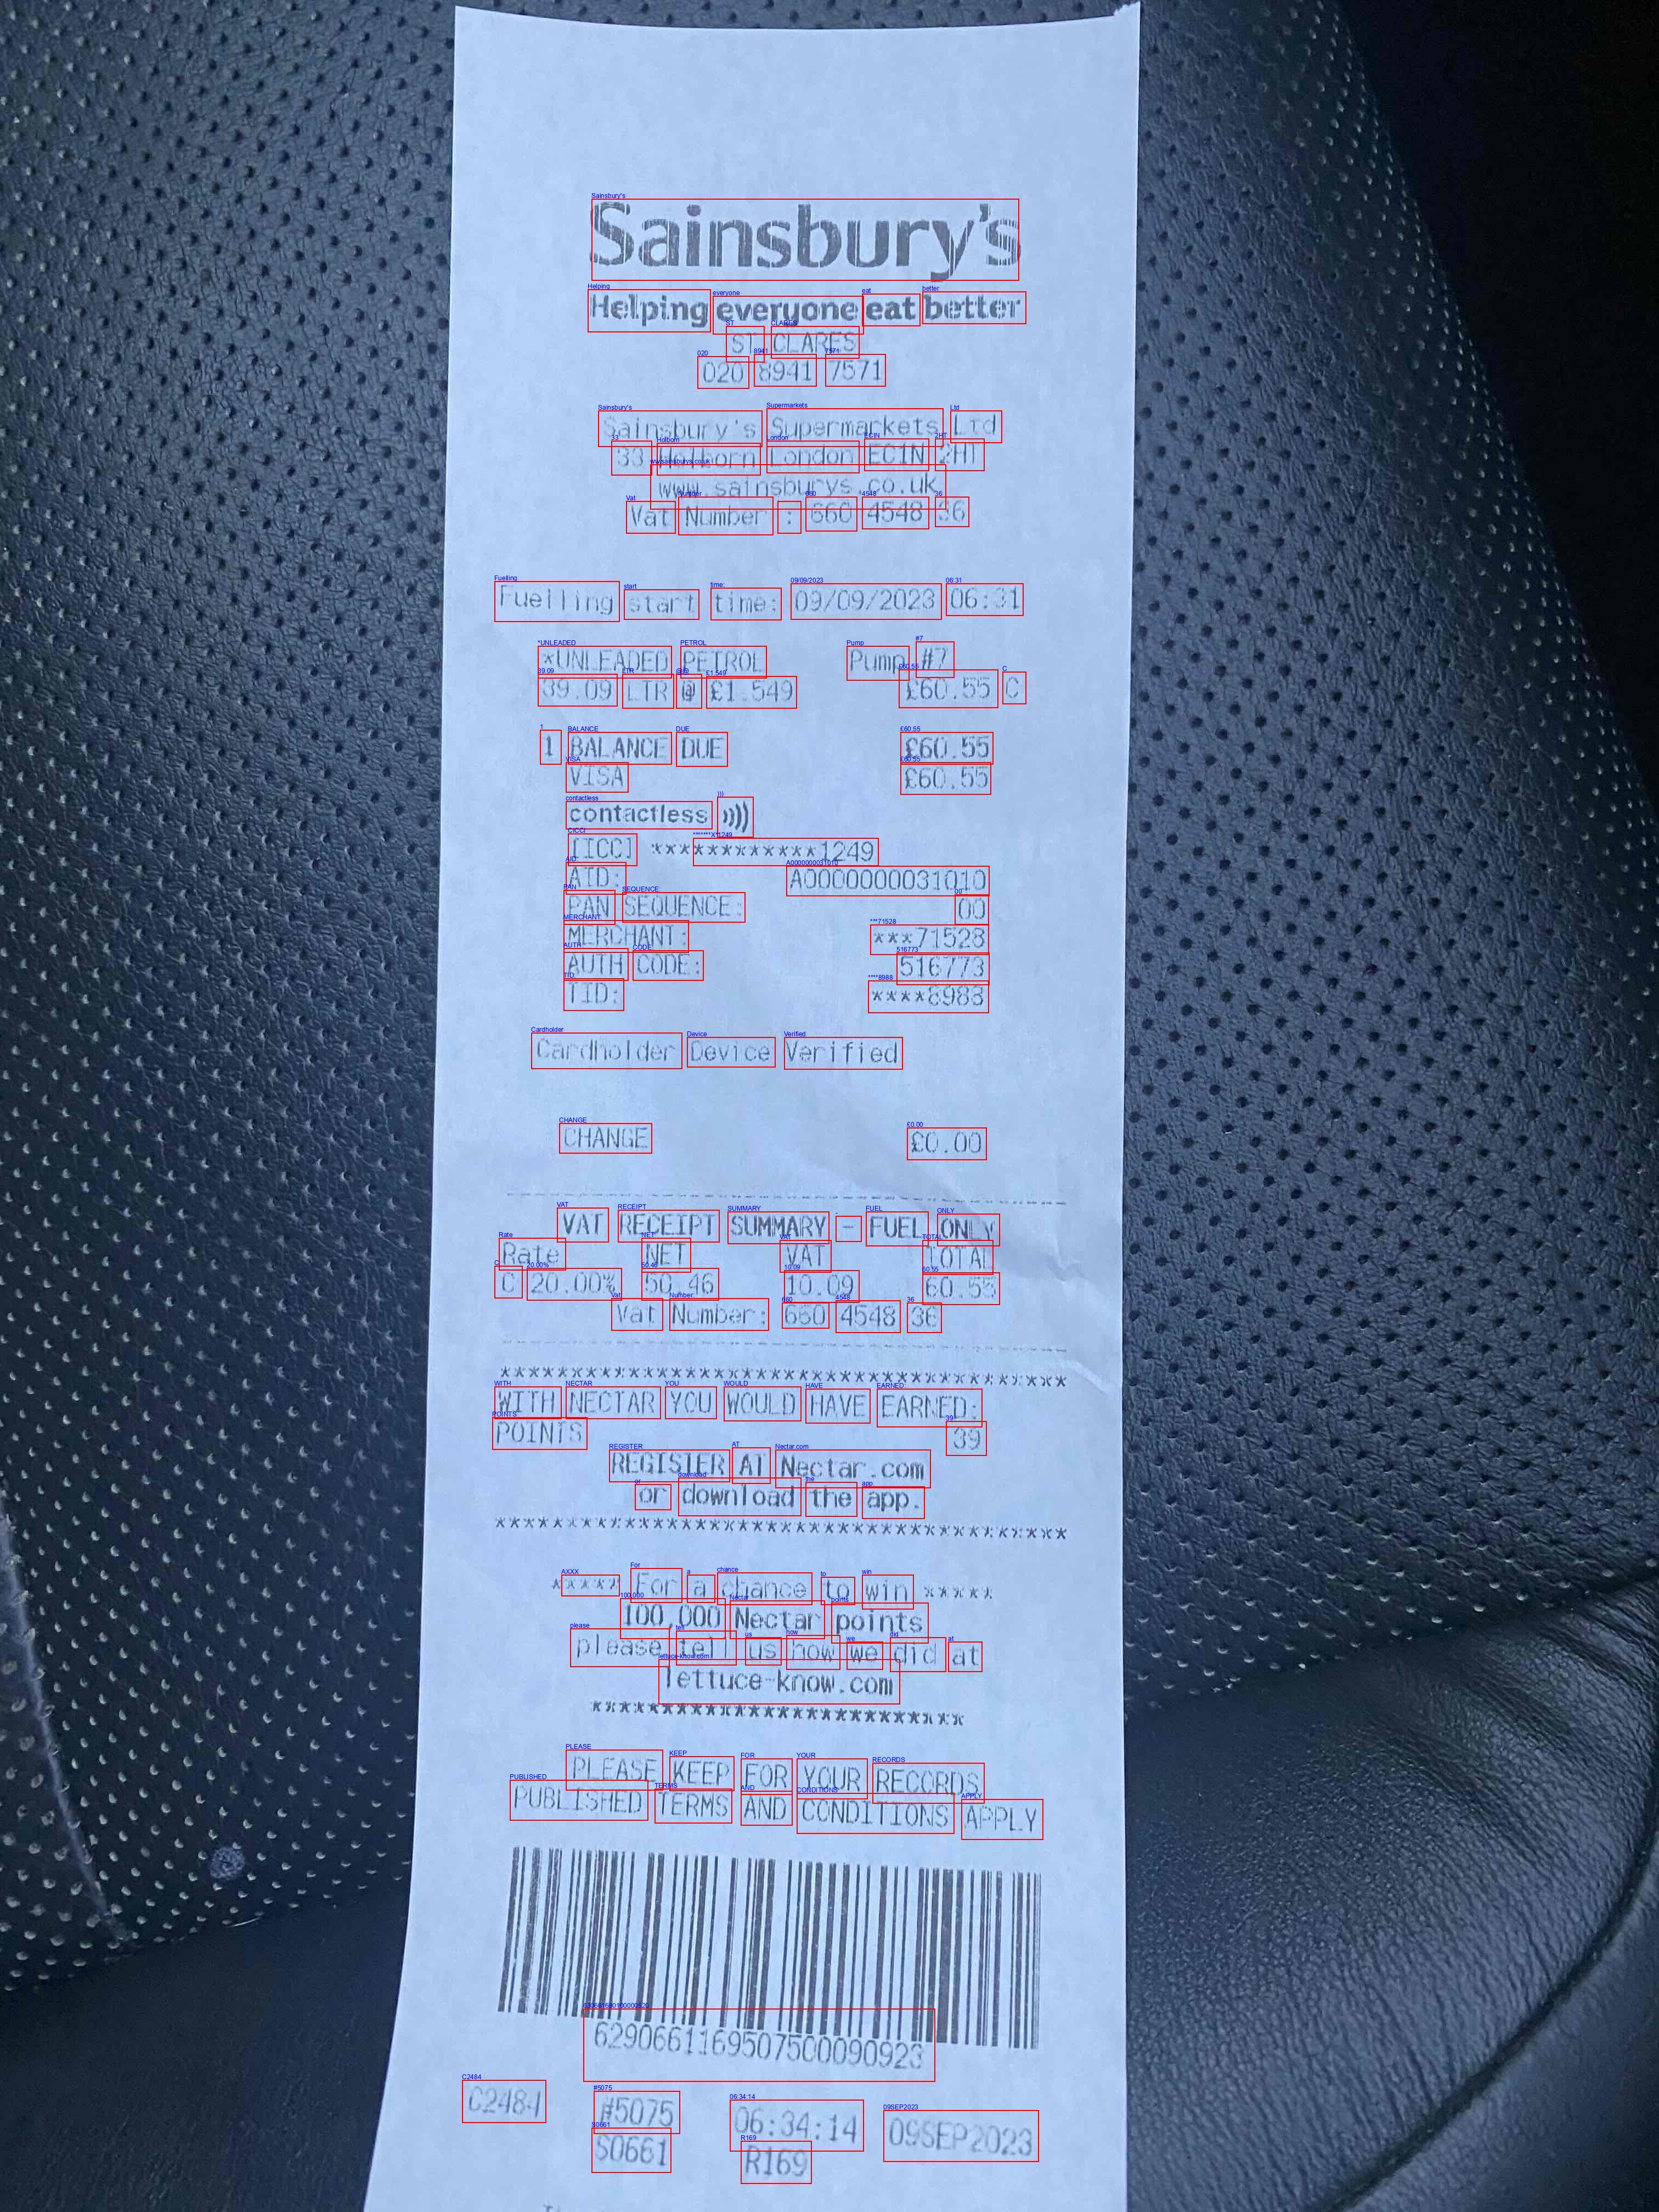 Sainsbury's
Helping everyone eat better
ST CLARES
020 8941 7571
Sainsbury's Supermarkets Ltd
33 Holborn London EC1N 2HT
www.sainsburys.co.uk
Vat Number : 660 4548 36
Fuelling start time: 09/09/2023 06:31
*UNLEADED PETROL Pump #7
39.09 LTR @ £1.549 £60.55 C
1 BALANCE DUE £60.55
VISA £60.55
contactless
[ICC] ************1249
AID: A0000000031010
PAN SEQUENCE: 00
MERCHANT: ***71528
AUTH CODE: 516773
TID: ****8988
Cardholder Device Verified
CHANGE £0.00
VAT RECEIPT SUMMARY - FUEL ONLY
Rate NET VAT TOTAL
C 20.00% 50.46 10.09 60.55
Vat Number: 660 4548 36
****************************************
WITH NECTAR YOU WOULD HAVE EARNED:
POINTS 39
REGISTER AT Nectar.com
or download the app.
****************************************
***** For a chance to win *****
100,000 Nectar points
please tell us how we did at
lettuce-know.com
**************************
PLEASE KEEP FOR YOUR RECORDS
PUBLISHED TERMS AND CONDITIONS APPLY
6290661169507500090923
C2484 #5075 06:34:14 09SEP2023
S0661 R169